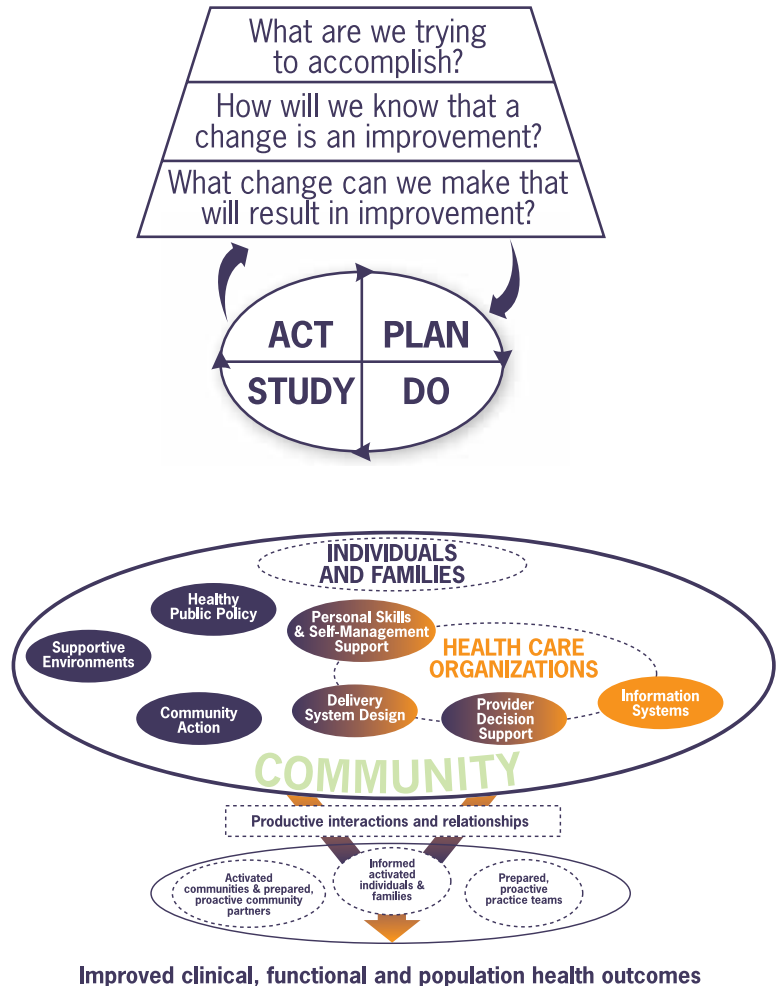 What are we trying
to accomplish?
How will we know that a
change is an improvement?
What change can we make that
will result in improvement?
ACT
PLAN
STUDY
DO
INDIVIDUALS
AND FAMILIES
Healthy
Public Policy
Personal Skills
& Self-Management
Support
Supportive
Environments
HEALTH CARE
ORGANIZATIONS
Community
Action
Delivery
System Design
Provider
Decision
Support
Information
Systems
COMMUNITY
Productive interactions and relationships
Activated
communities & prepared,
proactive community
partners
Informed
activated
individuals &
families
Prepared,
proactive
practice teams
Improved clinical, functional and population health outcomes